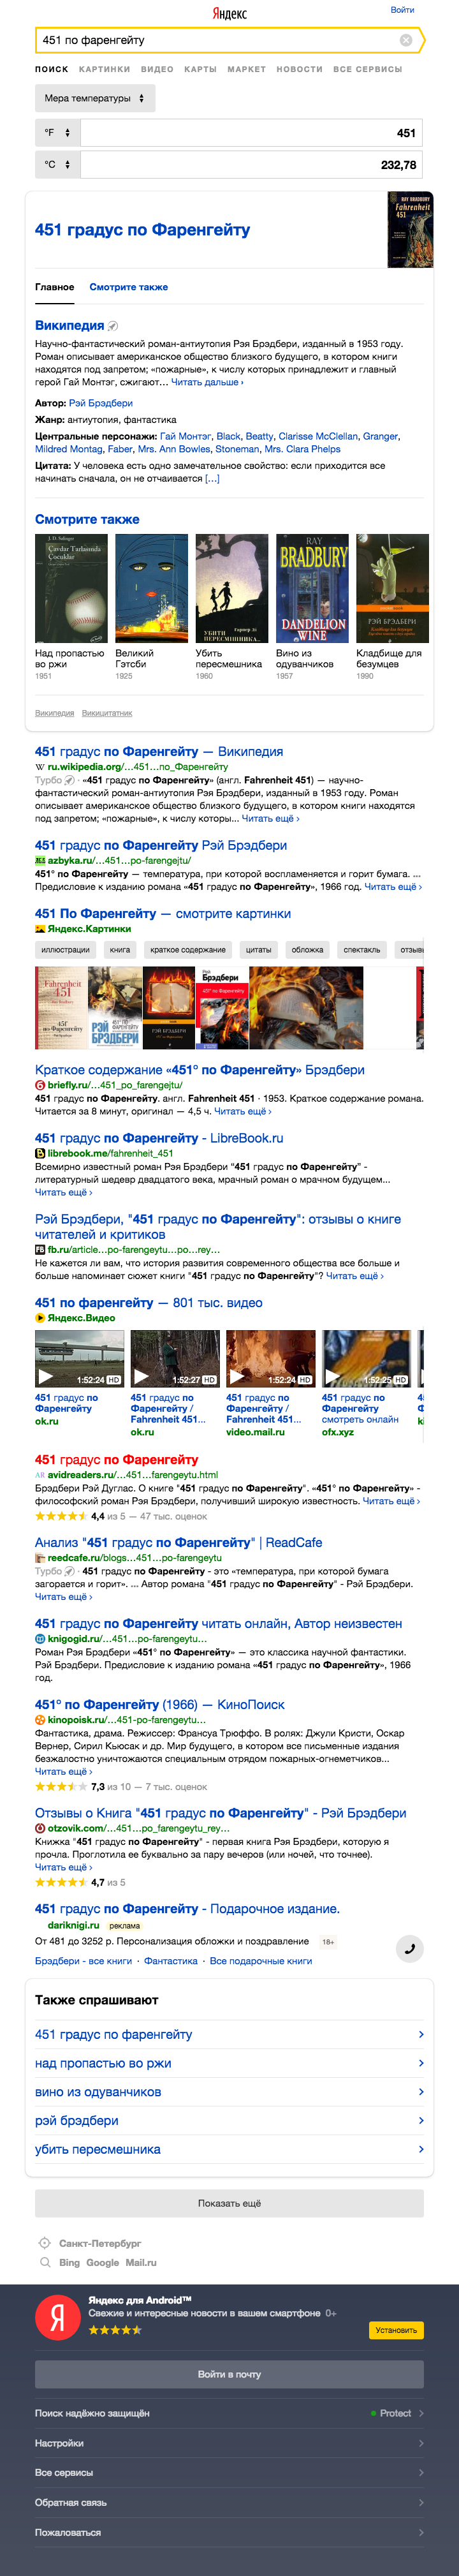 Яндекс
Войти
451 по фаренгейту
ПОИСК КАРТИНКИ ВИДЕО КАРТЫ МАРКЕТ НОВОСТИ ВСЕ СЕРВИСЫ
Мера температуры
°F 451
°C 232,78
451 градус по Фаренгейту
RAY BRADBURY
Fahrenheit
451
Главное Смотрите также
Википедия
Научно-фантастический роман-антиутопия Рэя Брэдбери, изданный в 1953 году.
Роман описывает американское общество близкого будущего, в котором книги
находятся под запретом; «пожарные», к числу которых принадлежит и главный
герой Гай Монтэг, сжигают… Читать дальше ›
Автор: Рэй Брэдбери
Жанр: антиутопия, фантастика
Центральные персонажи: Гай Монтэг, Black, Beatty, Clarisse McClellan, Granger,
Mildred Montag, Faber, Mrs. Ann Bowles, Stoneman, Mrs. Clara Phelps
Цитата: У человека есть одно замечательное свойство: если приходится все
начинать сначала, он не отчаивается [...]
Смотрите также
J. D. Salinger
Çavdar Tarlasında
Çocuklar
Харпер Ли
УБИТЬ
ПЕРЕСМЕШНИКА...
RAY
BRADBURY
DANDELION
WINE
РЭЙ БРЭДБЕРИ
Кладбище для безумцев
Над пропастью
во ржи
1951
Великий
Гэтсби
1925
Убить
пересмешника
1960
Вино из
одуванчиков
1957
Кладбище для
безумцев
1990
Википедия Викицитатник
451 градус по Фаренгейту — Википедия
ru.wikipedia.org/…451…по_Фаренгейту
Турбо · «451 градус по Фаренгейту» (англ. Fahrenheit 451) — научно-
фантастический роман-антиутопия Рэя Брэдбери, изданный в 1953 году. Роман
описывает американское общество близкого будущего, в котором книги находятся
под запретом; «пожарные», к числу которы... Читать ещё ›
451 градус по Фаренгейту Рэй Брэдбери
azbyka.ru/…451…po-farengejtu/
451° по Фаренгейту — температура, при которой воспламеняется и горит бумага. ...
Предисловие к изданию романа «451 градус по Фаренгейту», 1966 год. Читать ещё ›
451 По Фаренгейту — смотрите картинки
Яндекс.Картинки
иллюстрации книга краткое содержание цитаты обложка спектакль отзывы
Fahrenheit
451
451°
по Фаренгейту
РЭЙ
БРЭДБЕРИ
РЭЙ БРЭДБЕРИ
Рэй
Брэдбери
451° по Фаренгейту
Краткое содержание «451° по Фаренгейту» Брэдбери
briefly.ru/…451_po_farengejtu/
451 градус по Фаренгейту. англ. Fahrenheit 451 · 1953. Краткое содержание романа.
Читается за 8 минут, оригинал — 4,5 ч. Читать ещё ›
451 градус по Фаренгейту - LibreBook.ru
librebook.me/fahrenheit_451
Всемирно известный роман Рэя Брэдбери "451 градус по Фаренгейту" -
литературный шедевр двадцатого века, мрачный роман о мрачном будущем...
Читать ещё ›
Рэй Брэдбери, "451 градус по Фаренгейту": отзывы о книге
читателей и критиков
fb.ru/article…po-farengeytu…po…rey…
Не кажется ли вам, что история развития современного общества все больше и
больше напоминает сюжет книги "451 градус по Фаренгейт"? Читать ещё ›
451 по фаренгейту — 801 тыс. видео
Яндекс.Видео
1:52:24 HD
1:52:27 HD
1:52:24 HD
1:52:25 HD
451 градус по
Фаренгейту
ok.ru
451 градус по
Фаренгейту /
Fahrenheit 451...
ok.ru
451 градус по
Фаренгейту /
Fahrenheit 451...
video.mail.ru
451 градус по
Фаренгейту
смотреть онлайн
ofx.xyz
451 градус по Фаренгейту
avidreaders.ru/…451…farengeytu.html
Брэдбери Рэй Дуглас. О книге "451 градус по Фаренгейту". «451° по Фаренгейту» -
философский роман Рэя Брэдбери, получивший широкую известность. Читать ещё ›
4,4 из 5 — 47 тыс. оценок
Анализ "451 градус по Фаренгейту" | ReadCafe
reedcafe.ru/blogs…451…po-farengeytu
Турбо · 451 градус по Фаренгейту - это «температура, при которой бумага
загорается и горит». ... Автор романа "451 градус по Фаренгейту" - Рэй Брэдбери.
Читать ещё ›
451 градус по Фаренгейту читать онлайн, Автор неизвестен
knigogid.ru/…451…po-farengeytu…
Роман Рэя Брэдбери «451° по Фаренгейту» — это классика научной фантастики.
Рэй Брэдбери. Предисловие к изданию романа «451 градус по Фаренгейту», 1966
год.
451° по Фаренгейту (1966) — КиноПоиск
kinopoisk.ru/…451-po-farengeytu…
Фантастика, драма. Режиссер: Франсуа Трюффо. В ролях: Джули Кристи, Оскар
Вернер, Сирил Кьюсак и др. Мир будущего, в котором все письменные издания
безжалостно уничтожаются специальным отрядом пожарных-огнеметчиков...
Читать ещё ›
7,3 из 10 — 7 тыс. оценок
Отзывы о Книга "451 градус по Фаренгейту" - Рэй Брэдбери
otzovik.com/…451…po_farengeytu_rey…
Книжка "451 градус по Фаренгейту" - первая книга Рэя Брэдбери, которую я
прочла. Проглотила ее буквально за пару вечеров (или ночей, что точнее).
Читать ещё ›
4,7 из 5
451 градус по Фаренгейту - Подарочное издание.
dariknigi.ru реклама
От 481 до 3252 р. Персонализация обложки и поздравление 18+
Брэдбери - все книги · Фантастика · Все подарочные книги
Также спрашивают
451 градус по фаренгейту
над пропастью во ржи
вино из одуванчиков
рэй брэдбери
убить пересмешника
Показать ещё
Санкт-Петербург
Bing Google Mail.ru
Яндекс для Android™
Свежие и интересные новости в вашем смартфоне 0+
Установить
Войти в почту
Поиск надёжно защищён Protect
Настройки
Все сервисы
Обратная связь
Пожаловаться